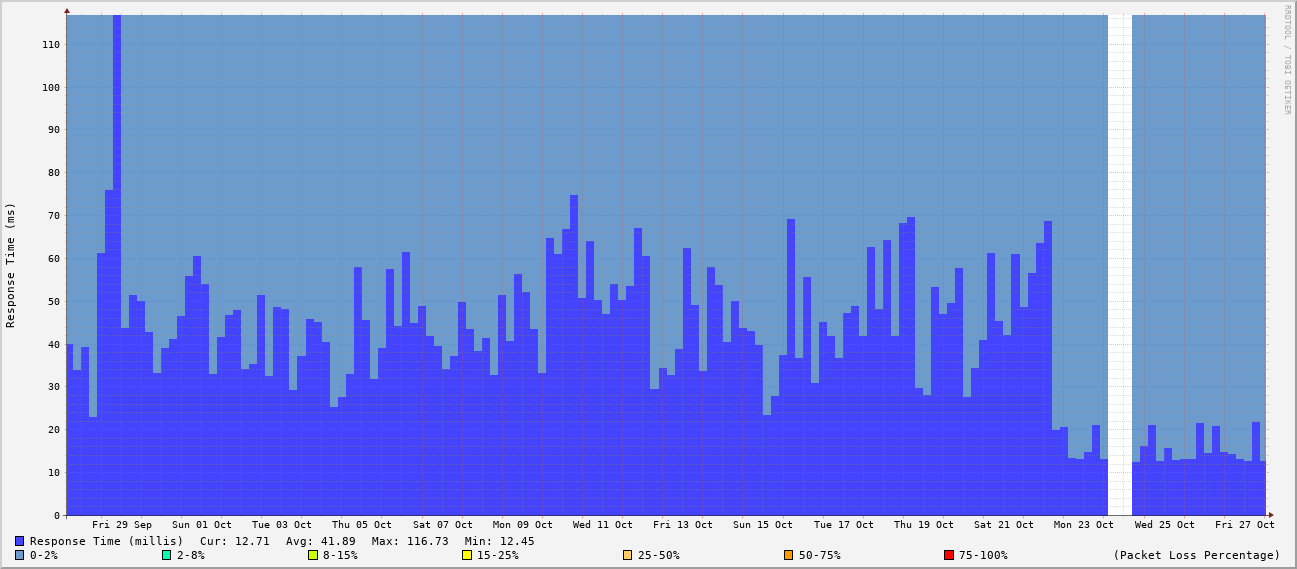 RRDTOOL / TOBI OETIKER
Response Time (ms)
110
100
90
80
70
60
50
40
30
20
10
0
Fri 29 Sep Sun 01 Oct Tue 03 Oct Thu 05 Oct Sat 07 Oct Mon 09 Oct Wed 11 Oct Fri 13 Oct Sun 15 Oct Tue 17 Oct Thu 19 Oct Sat 21 Oct Mon 23 Oct Wed 25 Oct Fri 27 Oct
Response Time (millis) Cur: 12.71 Avg: 41.89 Max: 116.73 Min: 12.45
0-2% 2-8% 8-15% 15-25% 25-50% 50-75% 75-100% (Packet Loss Percentage)